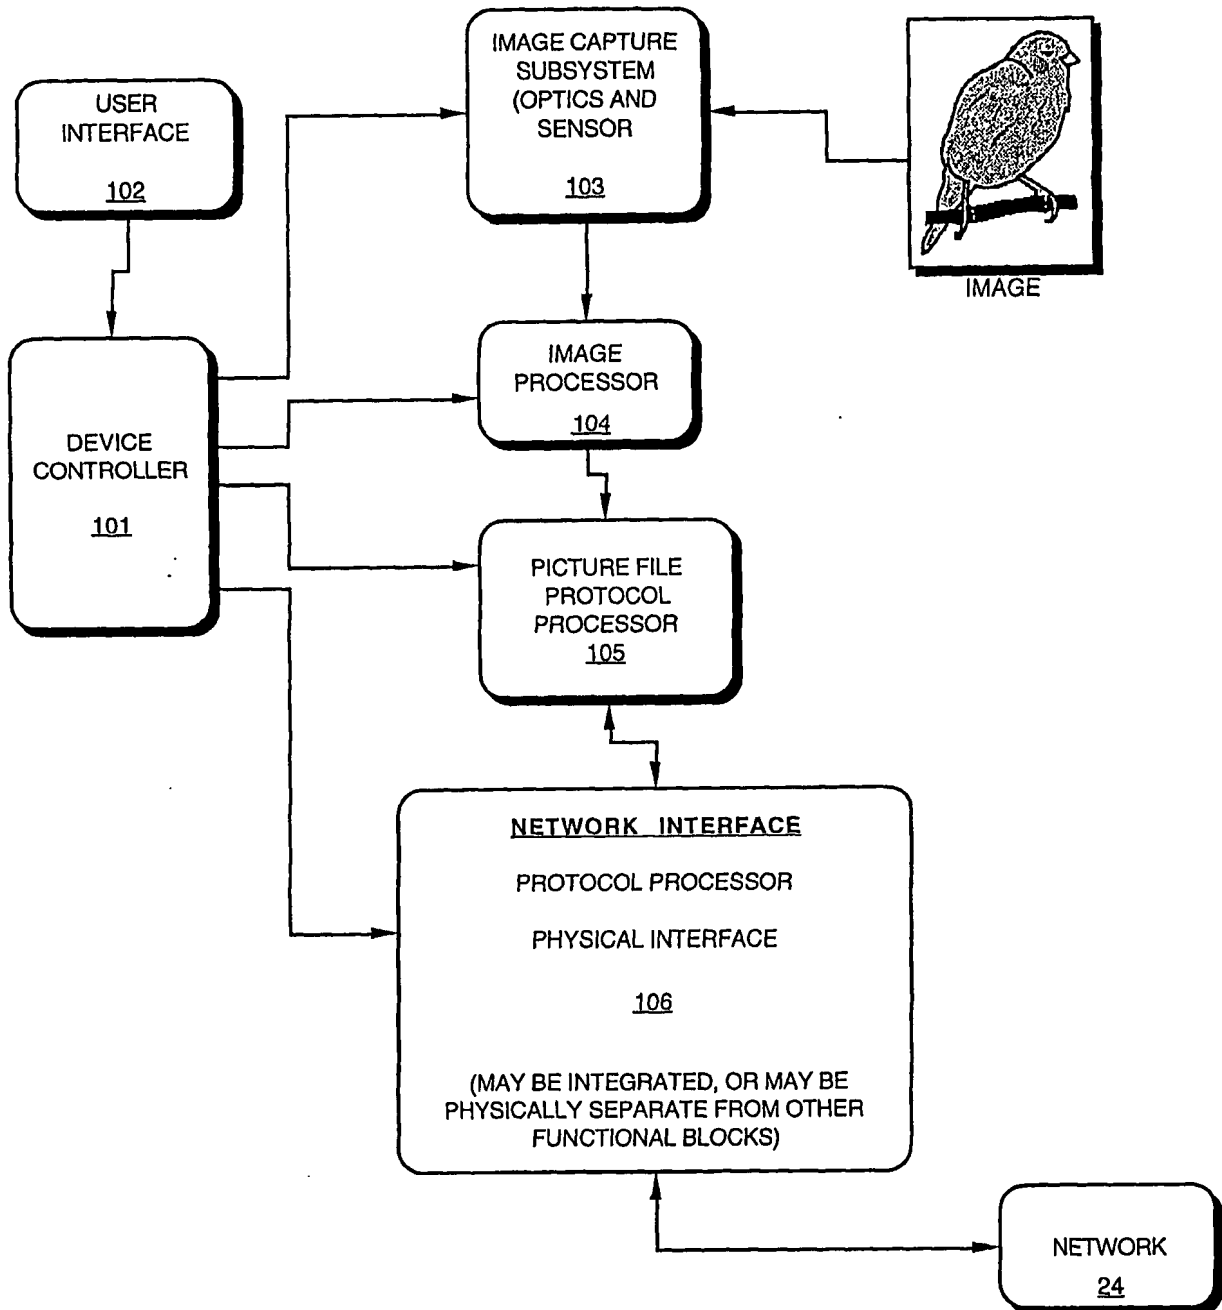 IMAGE CAPTURE
SUBSYSTEM
(OPTICS AND
SENSOR
103
USER
INTERFACE
102
IMAGE
IMAGE
PROCESSOR
104
DEVICE
CONTROLLER
101
PICTURE FILE
PROTOCOL
PROCESSOR
105
NETWORK INTERFACE
PROTOCOL PROCESSOR
PHYSICAL INTERFACE
106
(MAY BE INTEGRATED, OR MAY BE
PHYSICALLY SEPARATE FROM OTHER
FUNCTIONAL BLOCKS)
NETWORK
24